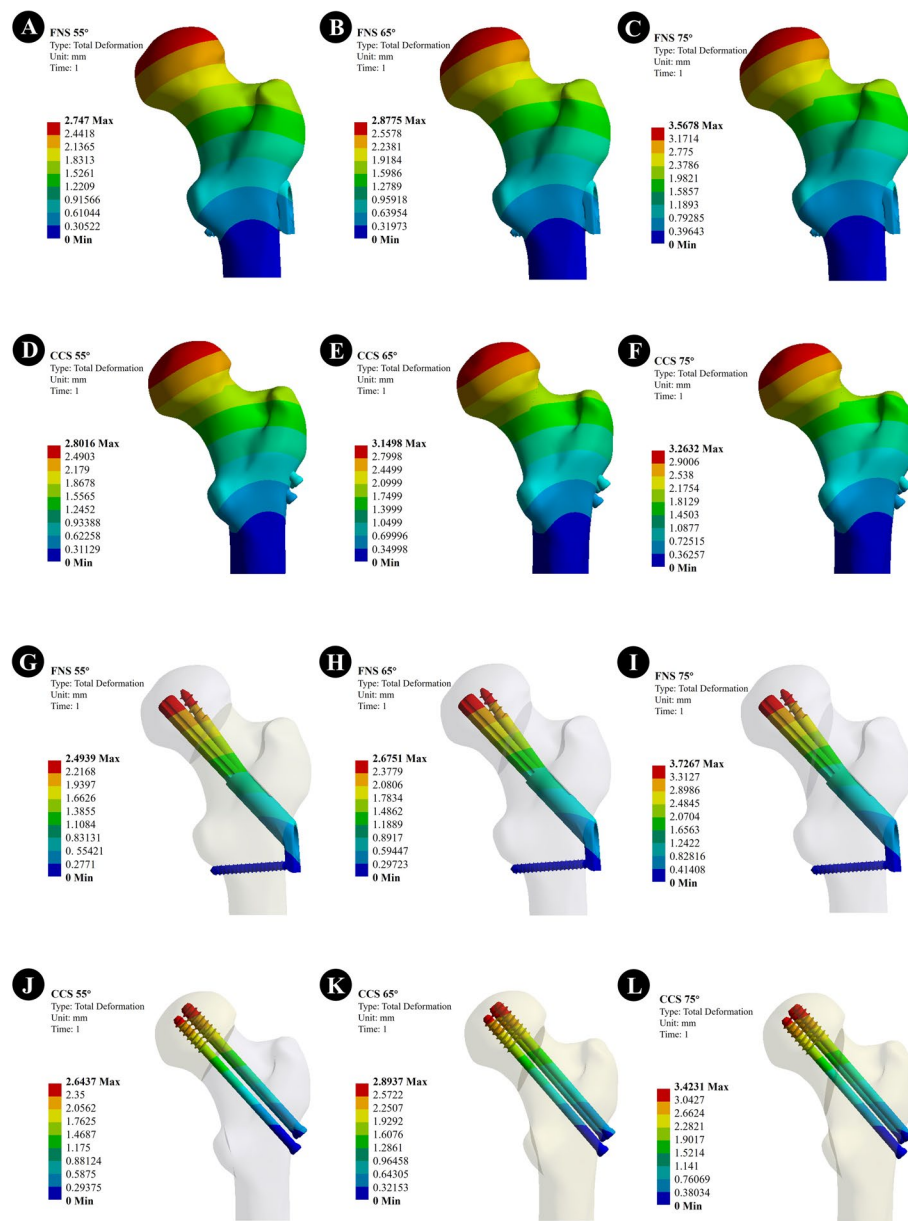 A
FNS 55°
Type: Total Deformation
Unit: mm
Time: 1
2.747 Max
2.4418
2.1365
1.8313
1.5261
1.2209
0.91566
0.61044
0.30522
0 Min
B
FNS 65°
Type: Total Deformation
Unit: mm
Time: 1
2.8775 Max
2.5578
2.2381
1.9184
1.5986
1.2789
0.95918
0.63954
0.31973
0 Min
C
FNS 75°
Type: Total Deformation
Unit: mm
Time: 1
3.5678 Max
3.1714
2.775
2.3786
1.9821
1.5857
1.1893
0.79285
0.39643
0 Min
D
CCS 55°
Type: Total Deformation
Unit: mm
Time: 1
2.8016 Max
2.4903
2.179
1.8678
1.5565
1.2452
0.93388
0.62258
0.31129
0 Min
E
CCS 65°
Type: Total Deformation
Unit: mm
Time: 1
3.1498 Max
2.7998
2.4499
2.0999
1.7499
1.3999
1.0499
0.69996
0.34998
0 Min
F
CCS 75°
Type: Total Deformation
Unit: mm
Time: 1
3.2632 Max
2.9006
2.538
2.1754
1.8129
1.4503
1.0877
0.72515
0.36257
0 Min
G
FNS 55°
Type: Total Deformation
Unit: mm
Time: 1
2.4939 Max
2.2168
1.9397
1.6626
1.3855
1.1084
0.83131
0. 55421
0.2771
0 Min
H
FNS 65°
Type: Total Deformation
Unit: mm
Time: 1
2.6751 Max
2.3779
2.0806
1.7834
1.4862
1.1889
0.8917
0.59447
0.29723
0 Min
I
FNS 75°
Type: Total Deformation
Unit: mm
Time: 1
3.7267 Max
3.3127
2.8986
2.4845
2.0704
1.6563
1.2422
0.82816
0.41408
0 Min
J
CCS 55°
Type: Total Deformation
Unit: mm
Time: 1
2.6437 Max
2.35
2.0562
1.7625
1.4687
1.175
0.88124
0.5875
0.29375
0 Min
K
CCS 65°
Type: Total Deformation
Unit: mm
Time: 1
2.8937 Max
2.5722
2.2507
1.9292
1.6076
1.2861
0.96458
0.64305
0.32153
0 Min
L
CCS 75°
Type: Total Deformation
Unit: mm
Time: 1
3.4231 Max
3.0427
2.6624
2.2821
1.9017
1.5214
1.141
0.76069
0.38034
0 Min